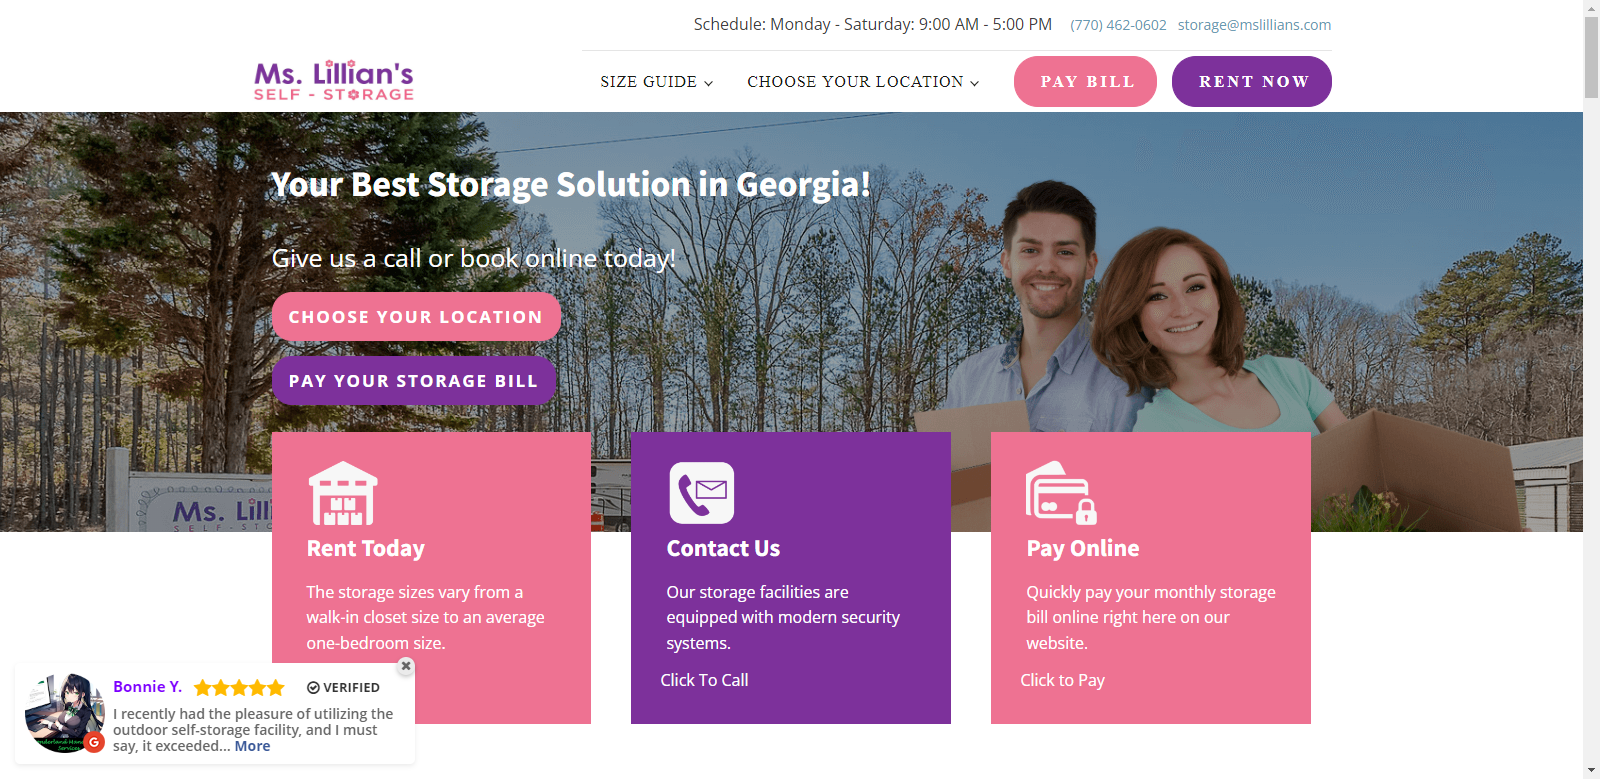 Schedule: Monday - Saturday: 9:00 AM - 5:00 PM (770) 462-0602 storage@mslillians.com
Ms. Lillian's
SELF - STORAGE
SIZE GUIDE CHOOSE YOUR LOCATION PAY BILL RENT NOW
Your Best Storage Solution in Georgia!
Give us a call or book online today!
CHOOSE YOUR LOCATION
PAY YOUR STORAGE BILL
Ms. Lilli
SELF - STO
Rent Today
The storage sizes vary from a
walk-in closet size to an average
one-bedroom size.
Contact Us
Our storage facilities are
equipped with modern security
systems.
Click To Call
Pay Online
Quickly pay your monthly storage
bill online right here on our
website.
Click to Pay
Bonnie Y. VERIFIED
I recently had the pleasure of utilizing the
outdoor self-storage facility, and I must
say, it exceeded... More
G
Services